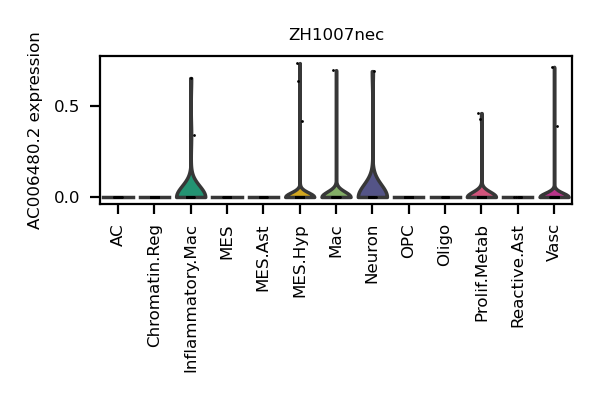 ZH1007nec
AC006480.2 expression
0.5
0.0
AC
Chromatin.Reg
Inflammatory.Mac
MES
MES.Ast
MES.Hyp
Mac
Neuron
OPC
Oligo
Prolif.Metab
Reactive.Ast
Vasc